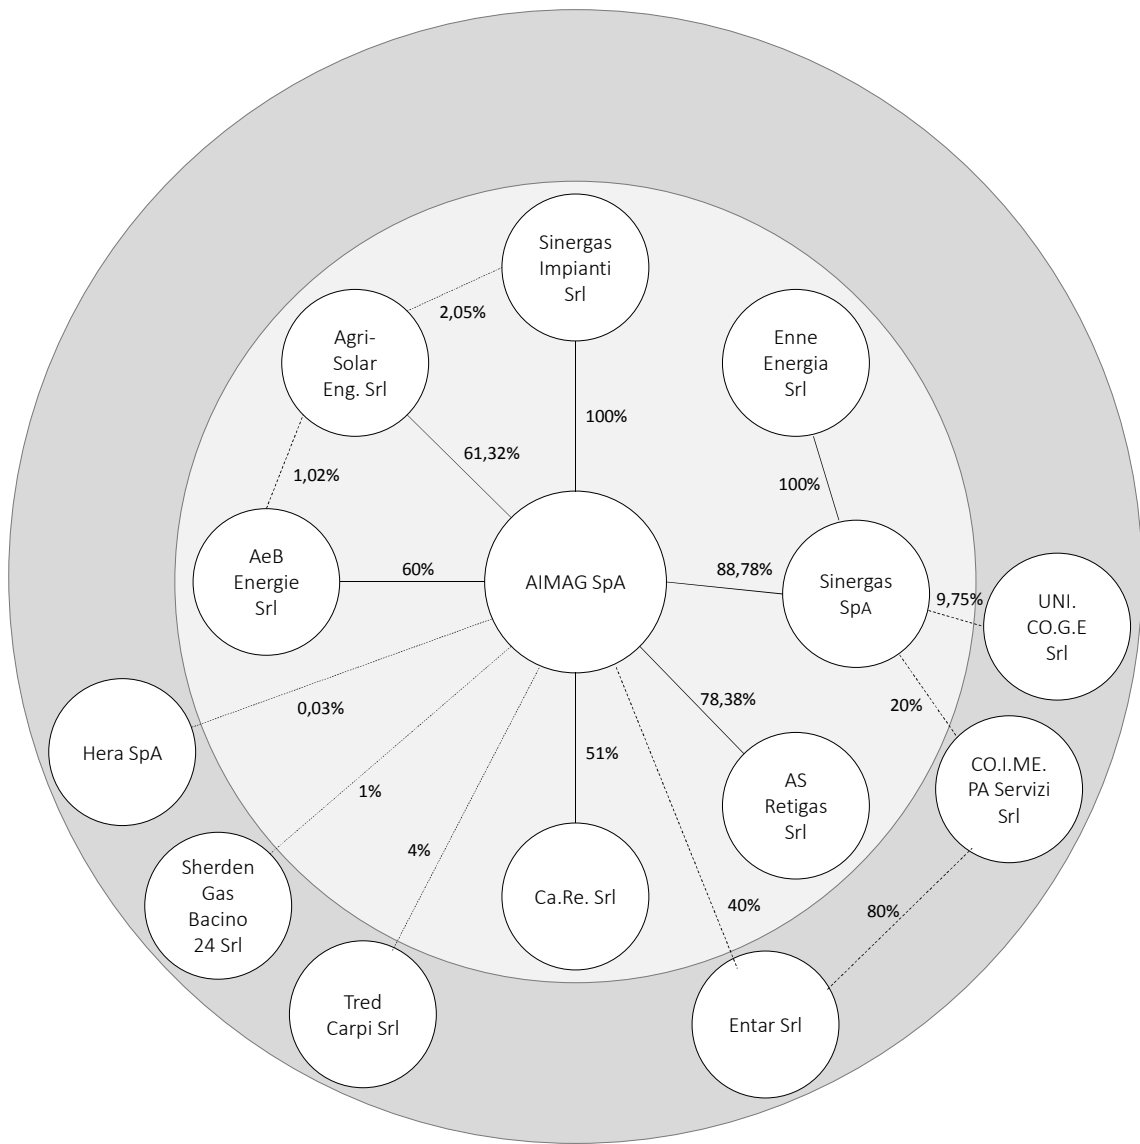 Sinergas
Impianti
Srl
2,05%
Agri-
Solar
Eng. Srl
Enne
Energia
Srl
100%
61,32%
1,02%
100%
AeB
Energie
Srl
60%
AIMAG SpA
88,78%
Sinergas
SpA
9,75%
UNI.
CO.G.E
Srl
0,03%
78,38%
20%
Hera SpA
51%
CO.I.ME.
PA Servizi
Srl
1%
AS
Retigas
Srl
4%
Sherden
Gas
Bacino
24 Srl
Ca.Re. Srl
40%
80%
Tred
Carpi Srl
Entar Srl